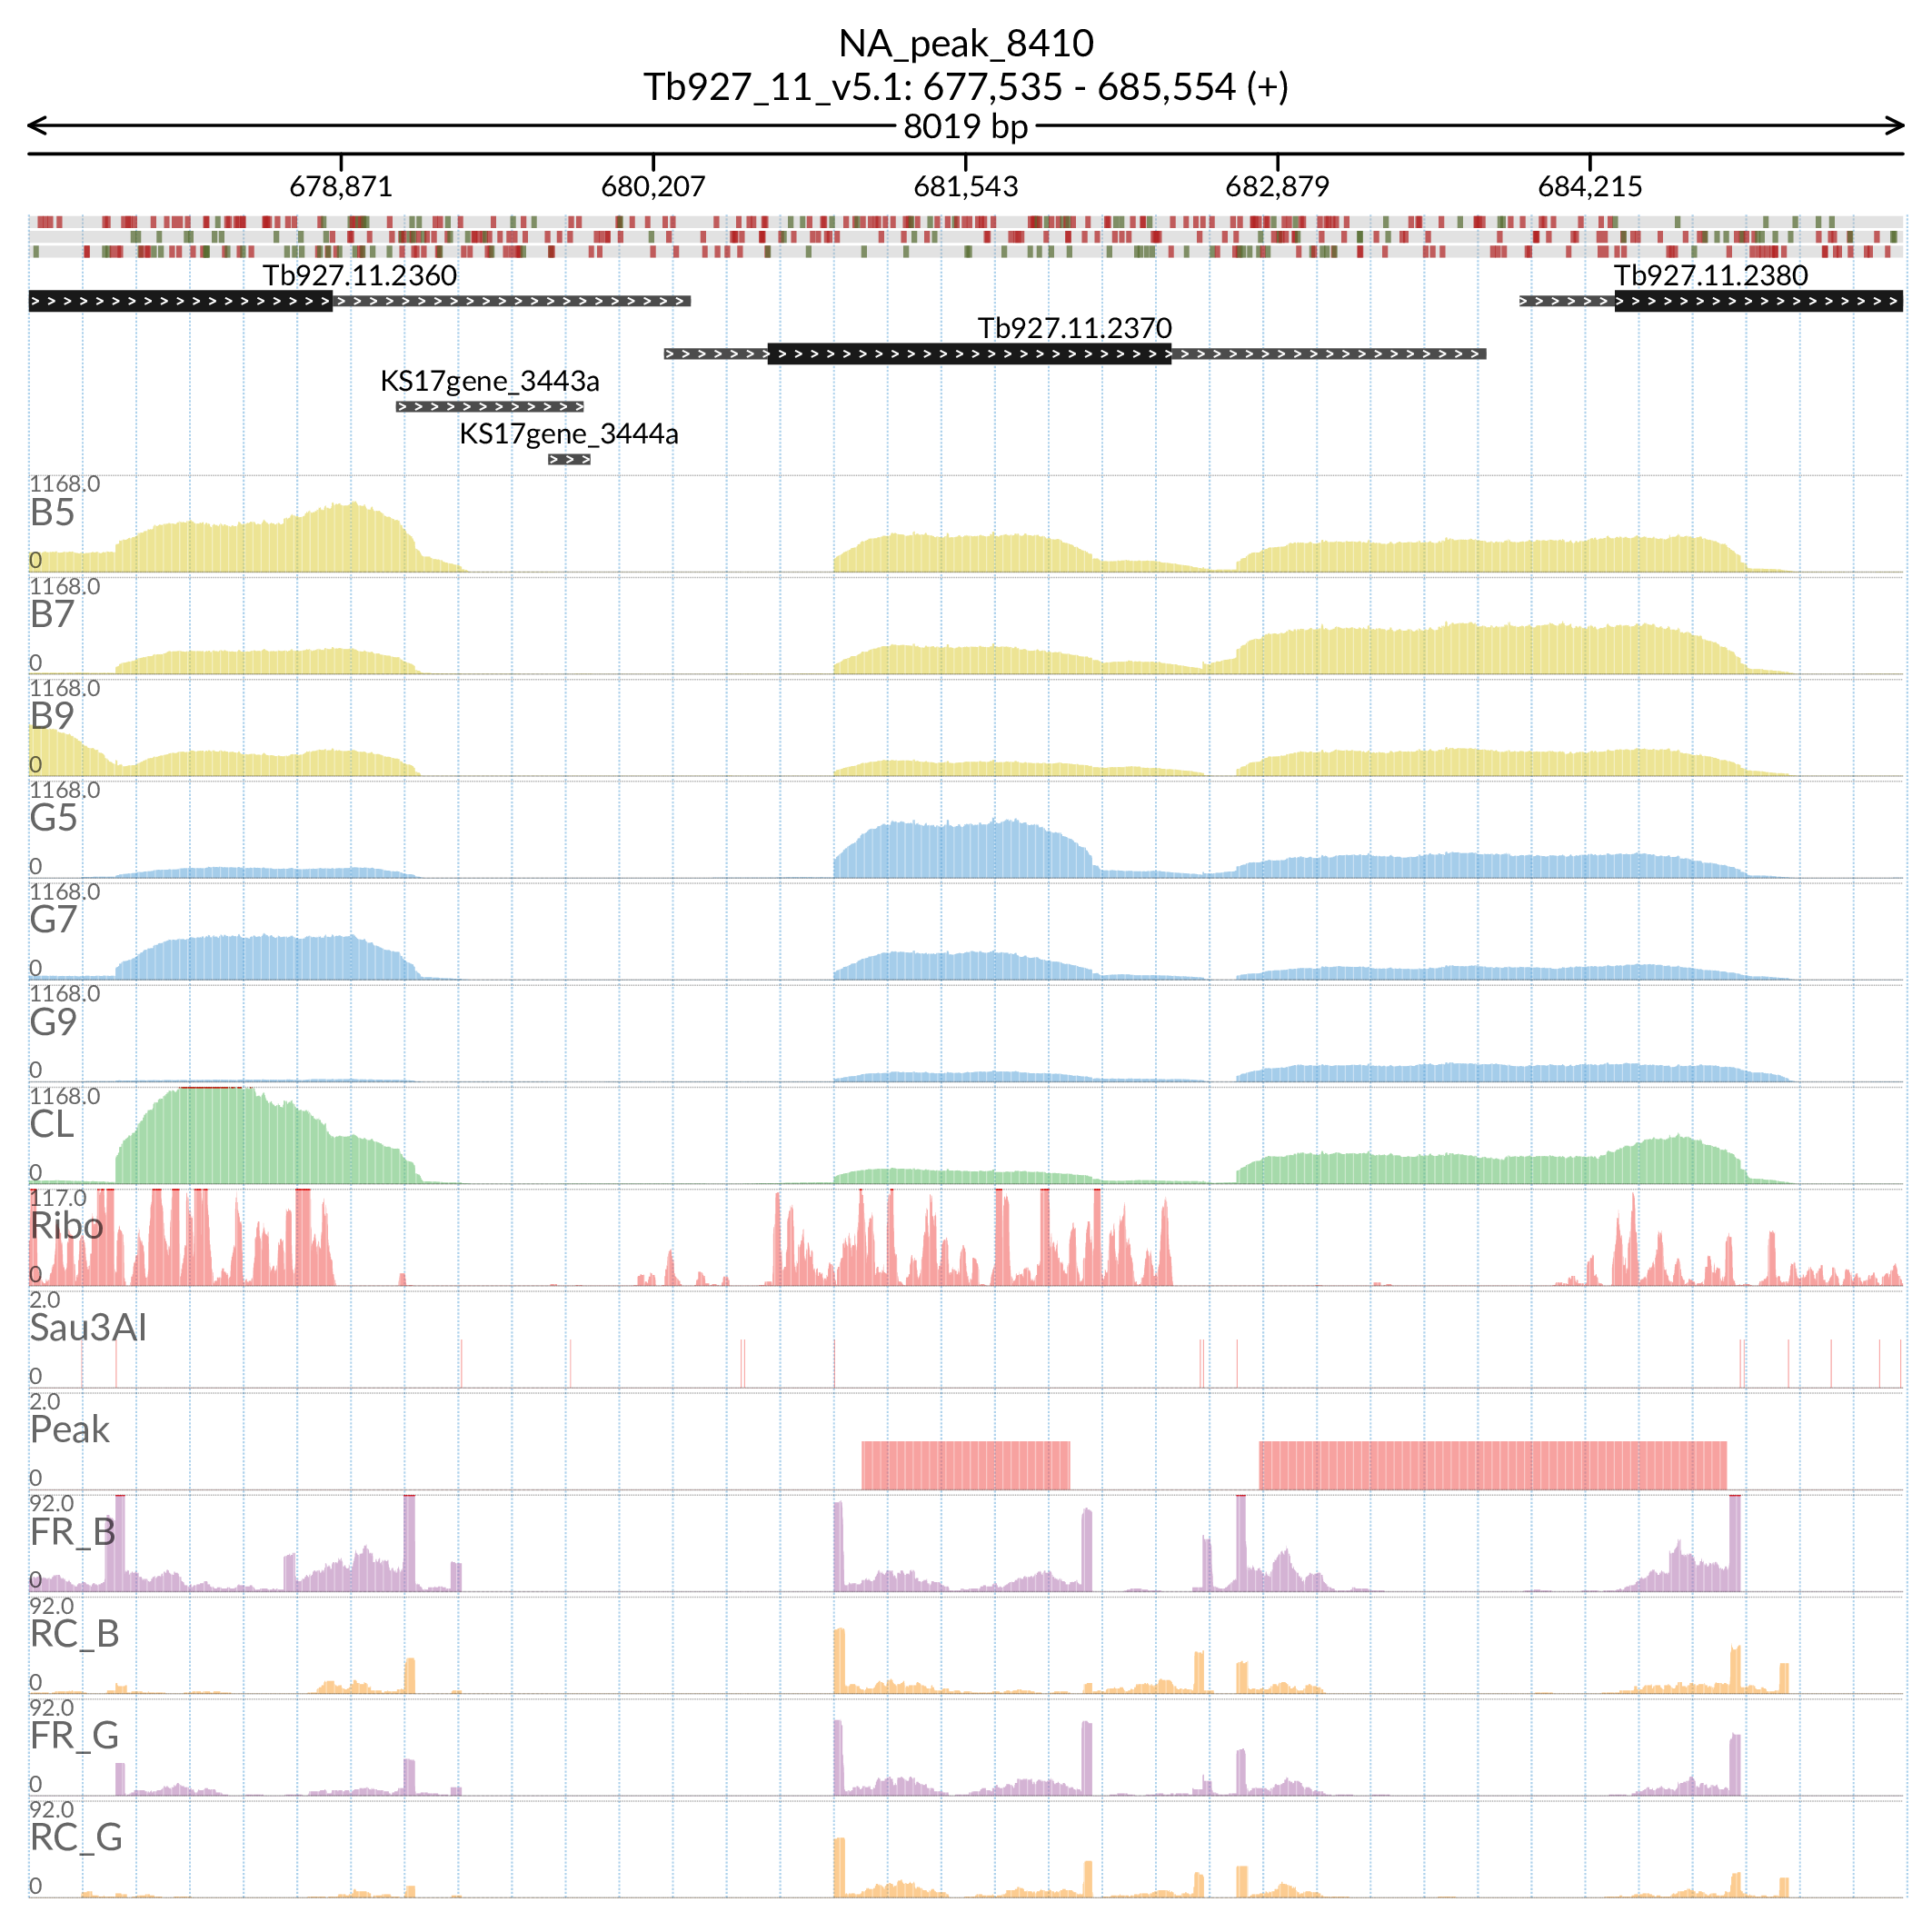 NA_peak_8410
Tb927_11_v5.1: 677,535 - 685,554 (+)
8019 bp
678,871 680,207 681,543 682,879 684,215
Tb927.11.2360 Tb927.11.2380
Tb927.11.2370
KS17gene_3443a
KS17gene_3444a
1168.0
B5
0
1168.0
B7
0
1168.0
B9
0
1168.0
G5
0
1168.0
G7
0
1168.0
G9
0
1168.0
CL
0
117.0
Ribo
0
2.0
Sau3AI
0
2.0
Peak
0
92.0
FR_B
0
92.0
RC_B
0
92.0
FR_G
0
92.0
RC_G
0